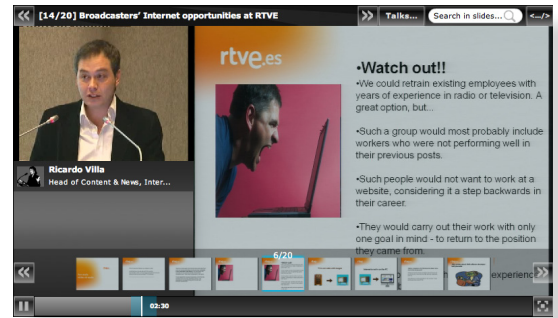 [14/20] Broadcasters' Internet opportunities at RTVE
Talks...
Search in slides...
<.../>
rtve.es
•Watch out!!
•We could retrain existing employees with
years of experience in radio or television. A
great option, but...
•Such a group would most probably include
workers who were not performing well in
their previous posts.
•Such people would not want to work at a
website, considering it a step backwards in
their career.
•They would carry out their work with only
one goal in mind - to return to the position
they came from.
experience
Ricardo Villa
Head of Content & News, Inter...
6/20
02:30